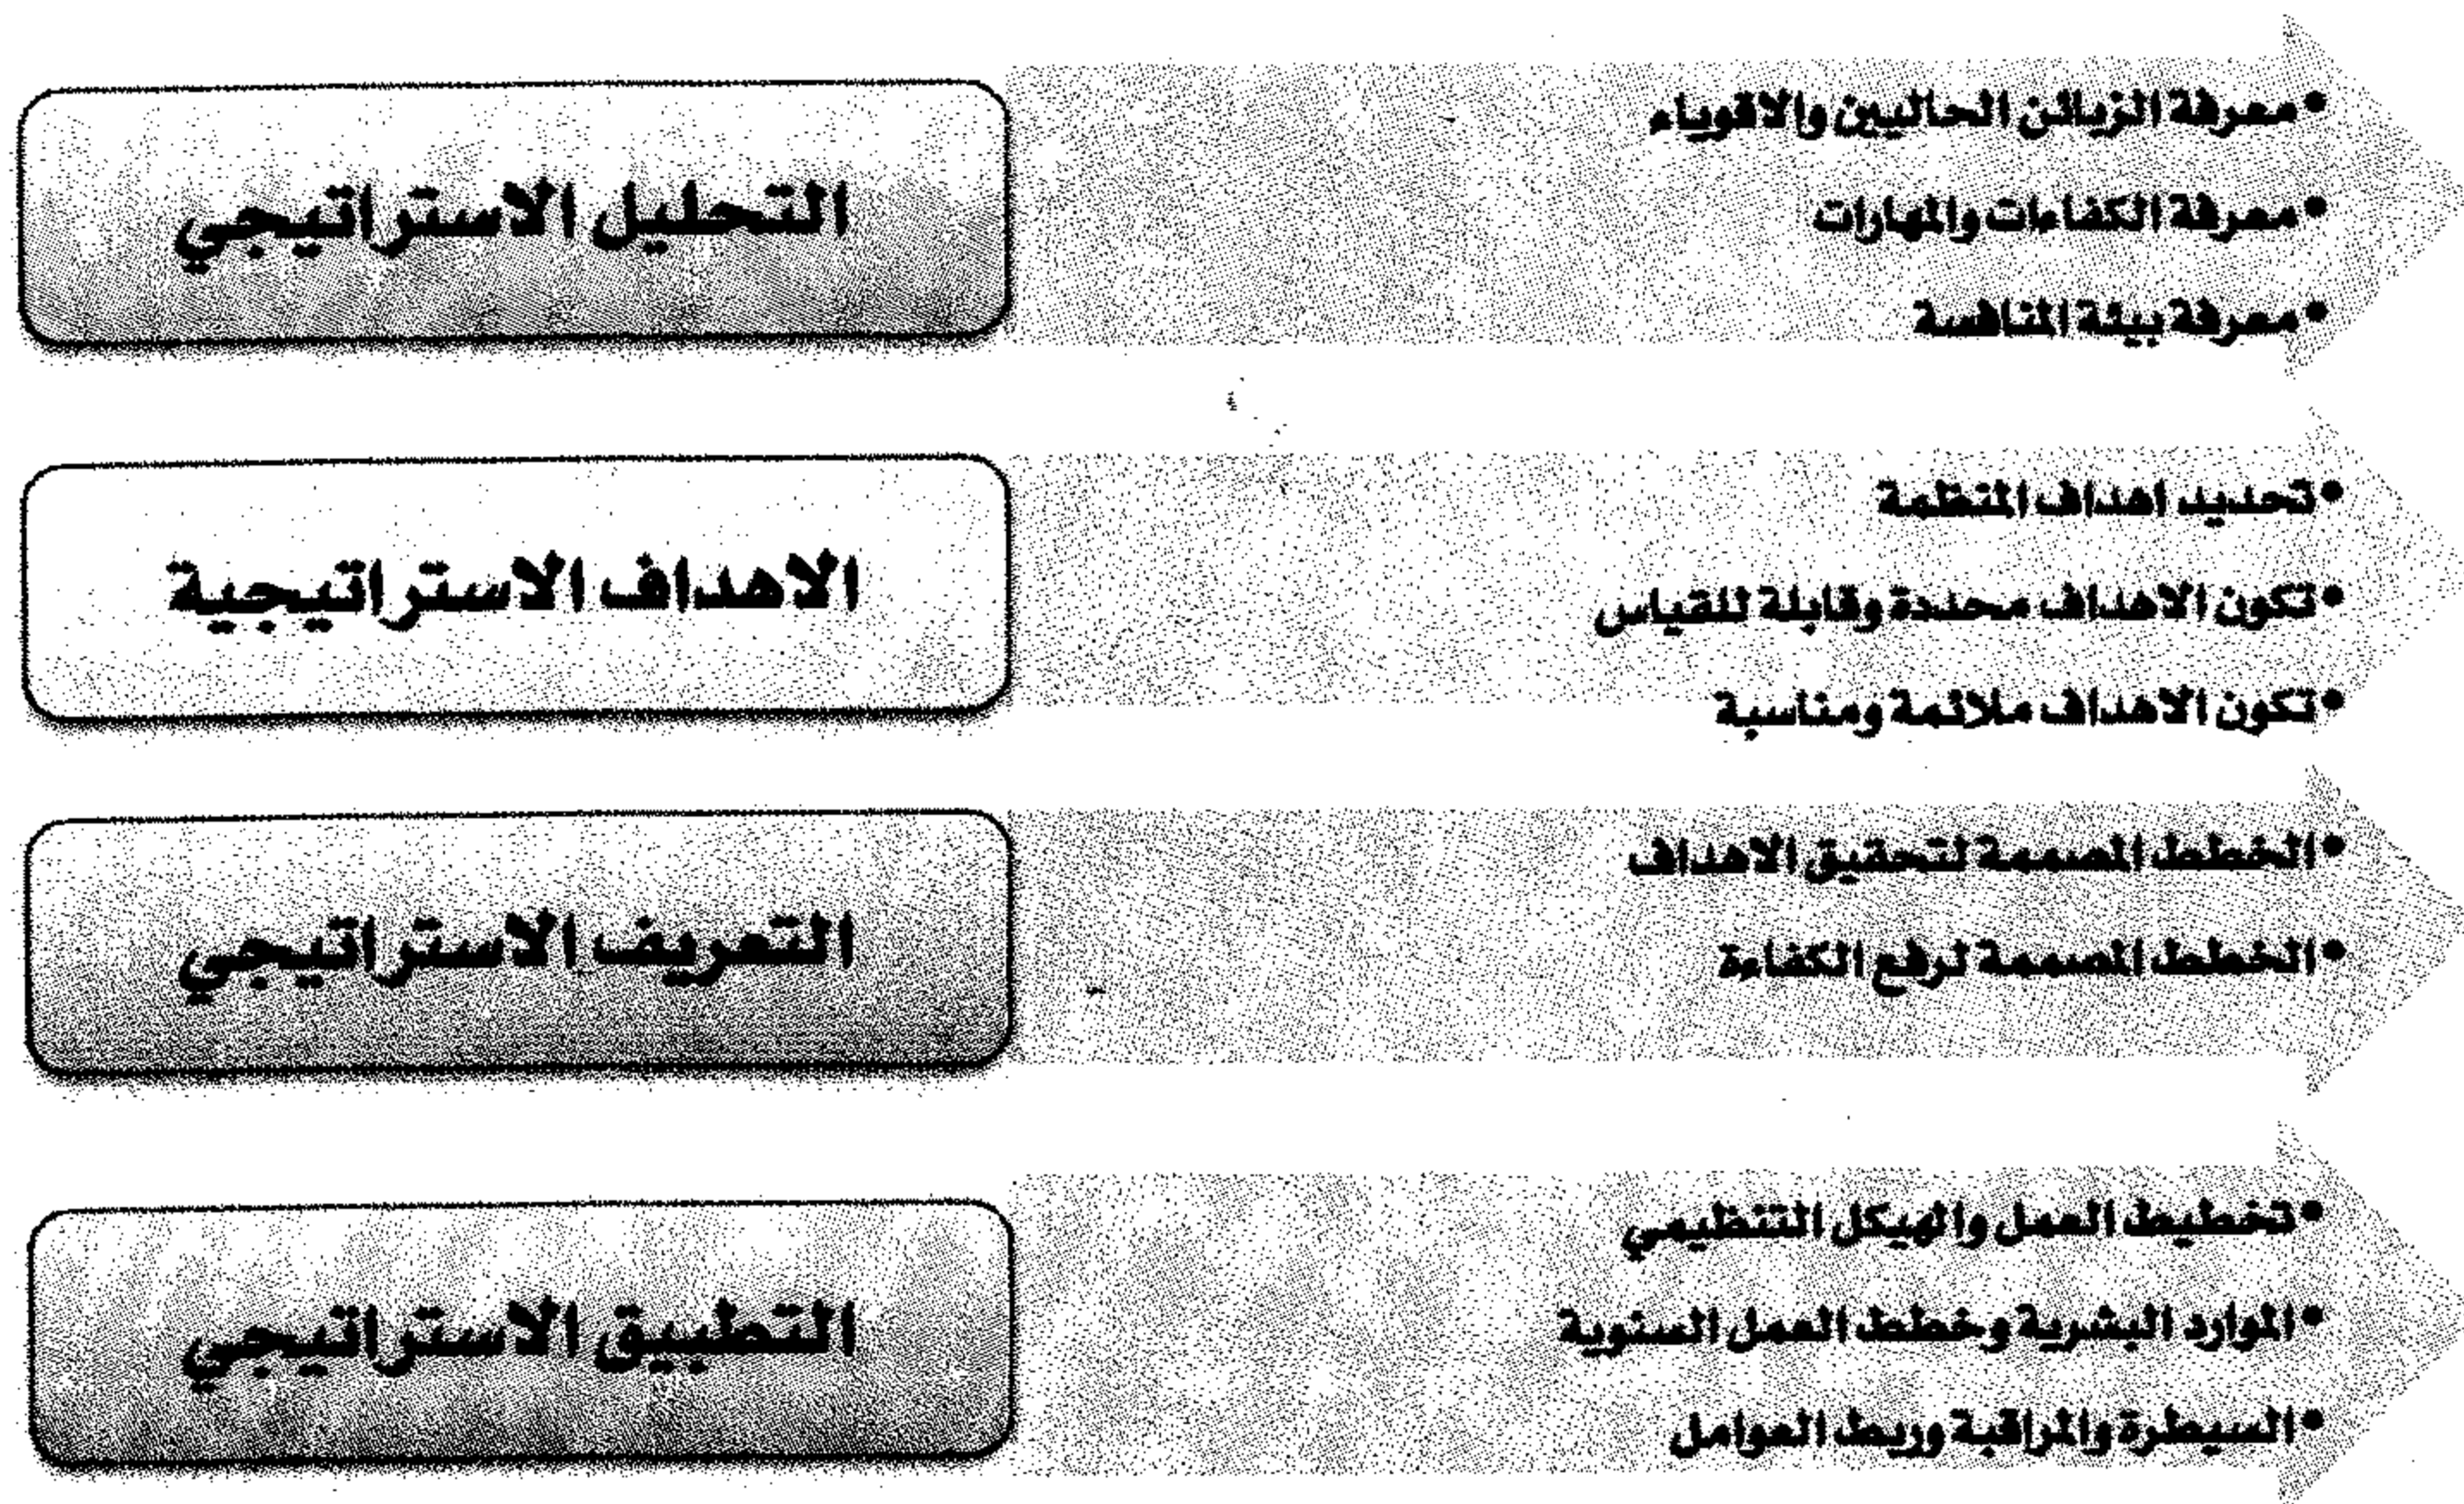 التحليل الاستراتيجي
•معرفة الزبائن الحاليين والاقوياء
•معرفة الكفاءات والمهارات
•معرفة بيئة المنافسة
الاهداف الاستراتيجية
•تحديد اهداف المنظمة
•تكون الاهداف محددة وقابلة للقياس
•تكون الاهداف ملائمة ومناسبة
التعريف الاستراتيجي
•الخطط المصممة لتحقيق الاهداف
•الخطط المصممة لرفع الكفاءة
التطبيق الاستراتيجي
•تخطيط العمل والهيكل التنظيمي
•الموارد البشرية وخطط العمل السنوية
•السيطرة والمراقبة وربط العوامل